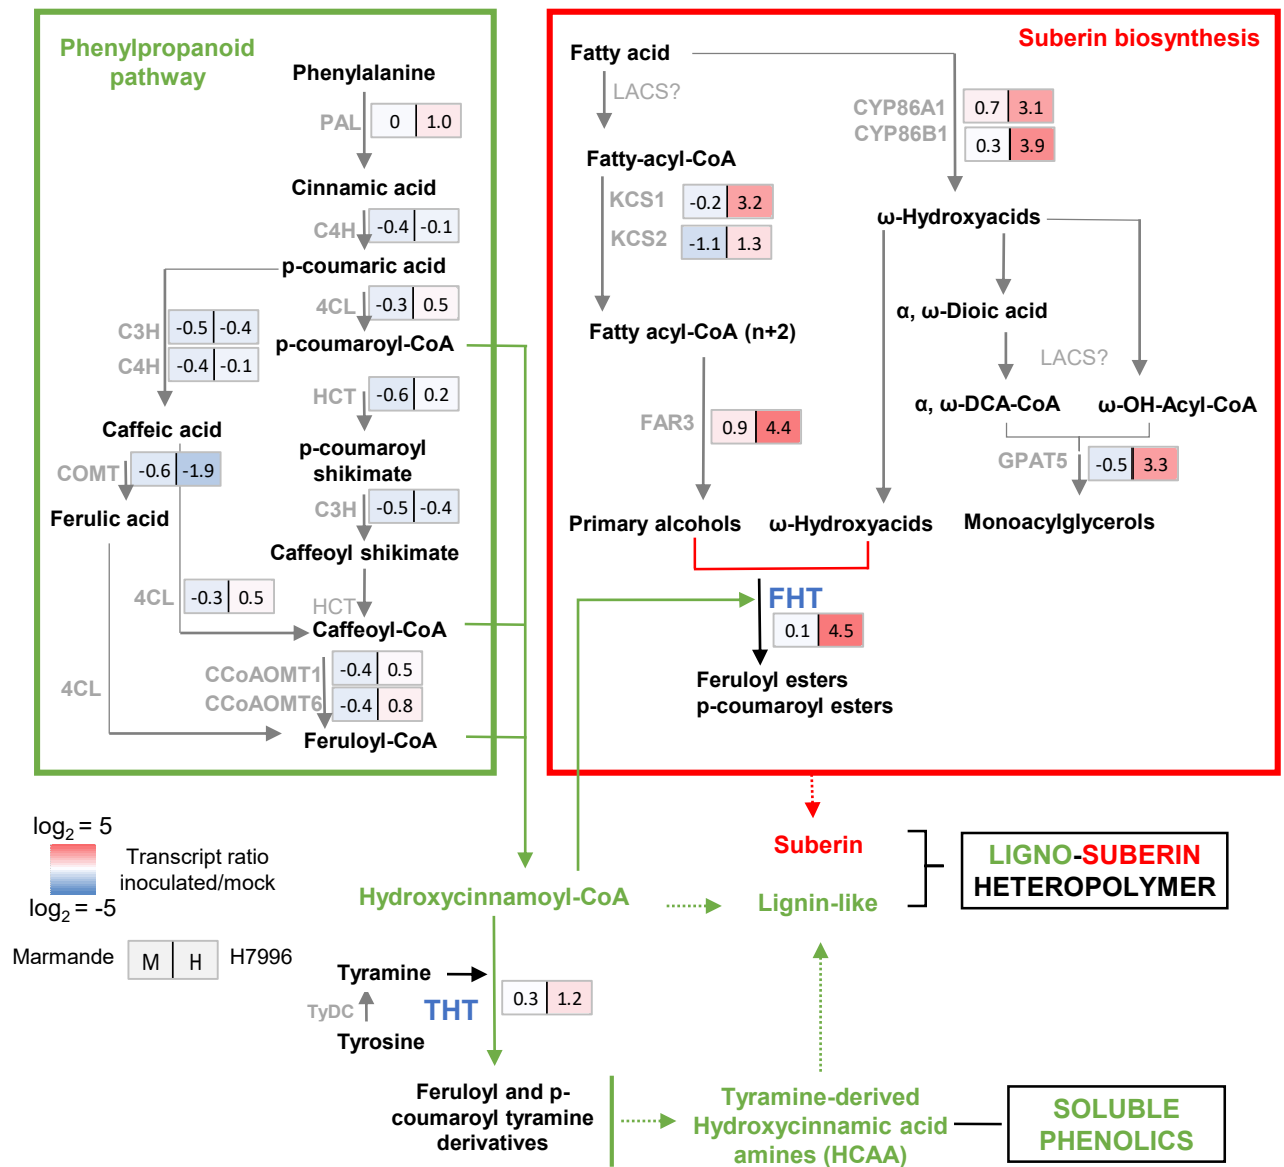 Phenylpropanoid
pathway
Phenylalanine
PAL
0 1.0
Cinnamic acid
C4H
-0.4 -0.1
p-coumaric acid
4CL
-0.3 0.5
C3H
-0.5 -0.4
C4H
-0.4 -0.1
p-coumaroyl-CoA
HCT
-0.6 0.2
Caffeic acid
p-coumaroyl
shikimate
COMT
-0.6 -1.9
C3H
-0.5 -0.4
Ferulic acid
Caffeoyl shikimate
4CL
-0.3 0.5
HCT
Caffeoyl-CoA
CCoAOMT1
-0.4 0.5
4CL
CCoAOMT6
-0.4 0.8
Feruloyl-CoA
Suberin biosynthesis
Fatty acid
LACS?
CYP86A1
0.7 3.1
CYP86B1
0.3 3.9
Fatty-acyl-CoA
KCS1
-0.2 3.2
KCS2
-1.1 1.3
ω-Hydroxyacids
Fatty acyl-CoA (n+2)
α, ω-Dioic acid
LACS?
α, ω-DCA-CoA
ω-OH-Acyl-CoA
FAR3
0.9 4.4
GPAT5
-0.5 3.3
Primary alcohols
ω-Hydroxyacids
Monoacylglycerols
FHT
0.1 4.5
Feruloyl esters
p-coumaroyl esters
log2 = 5
Transcript ratio
inoculated/mock
log2 = -5
Marmande
M H
H7996
Suberin
LIGNO-SUBERIN
HETEROPOLYMER
Hydroxycinnamoyl-CoA
Lignin-like
Tyramine
TyDC
THT
0.3 1.2
Tyrosine
Feruloyl and p-
coumaroyl tyramine
derivatives
Tyramine-derived
Hydroxycinnamic acid
amines (HCAA)
SOLUBLE
PHENOLICS